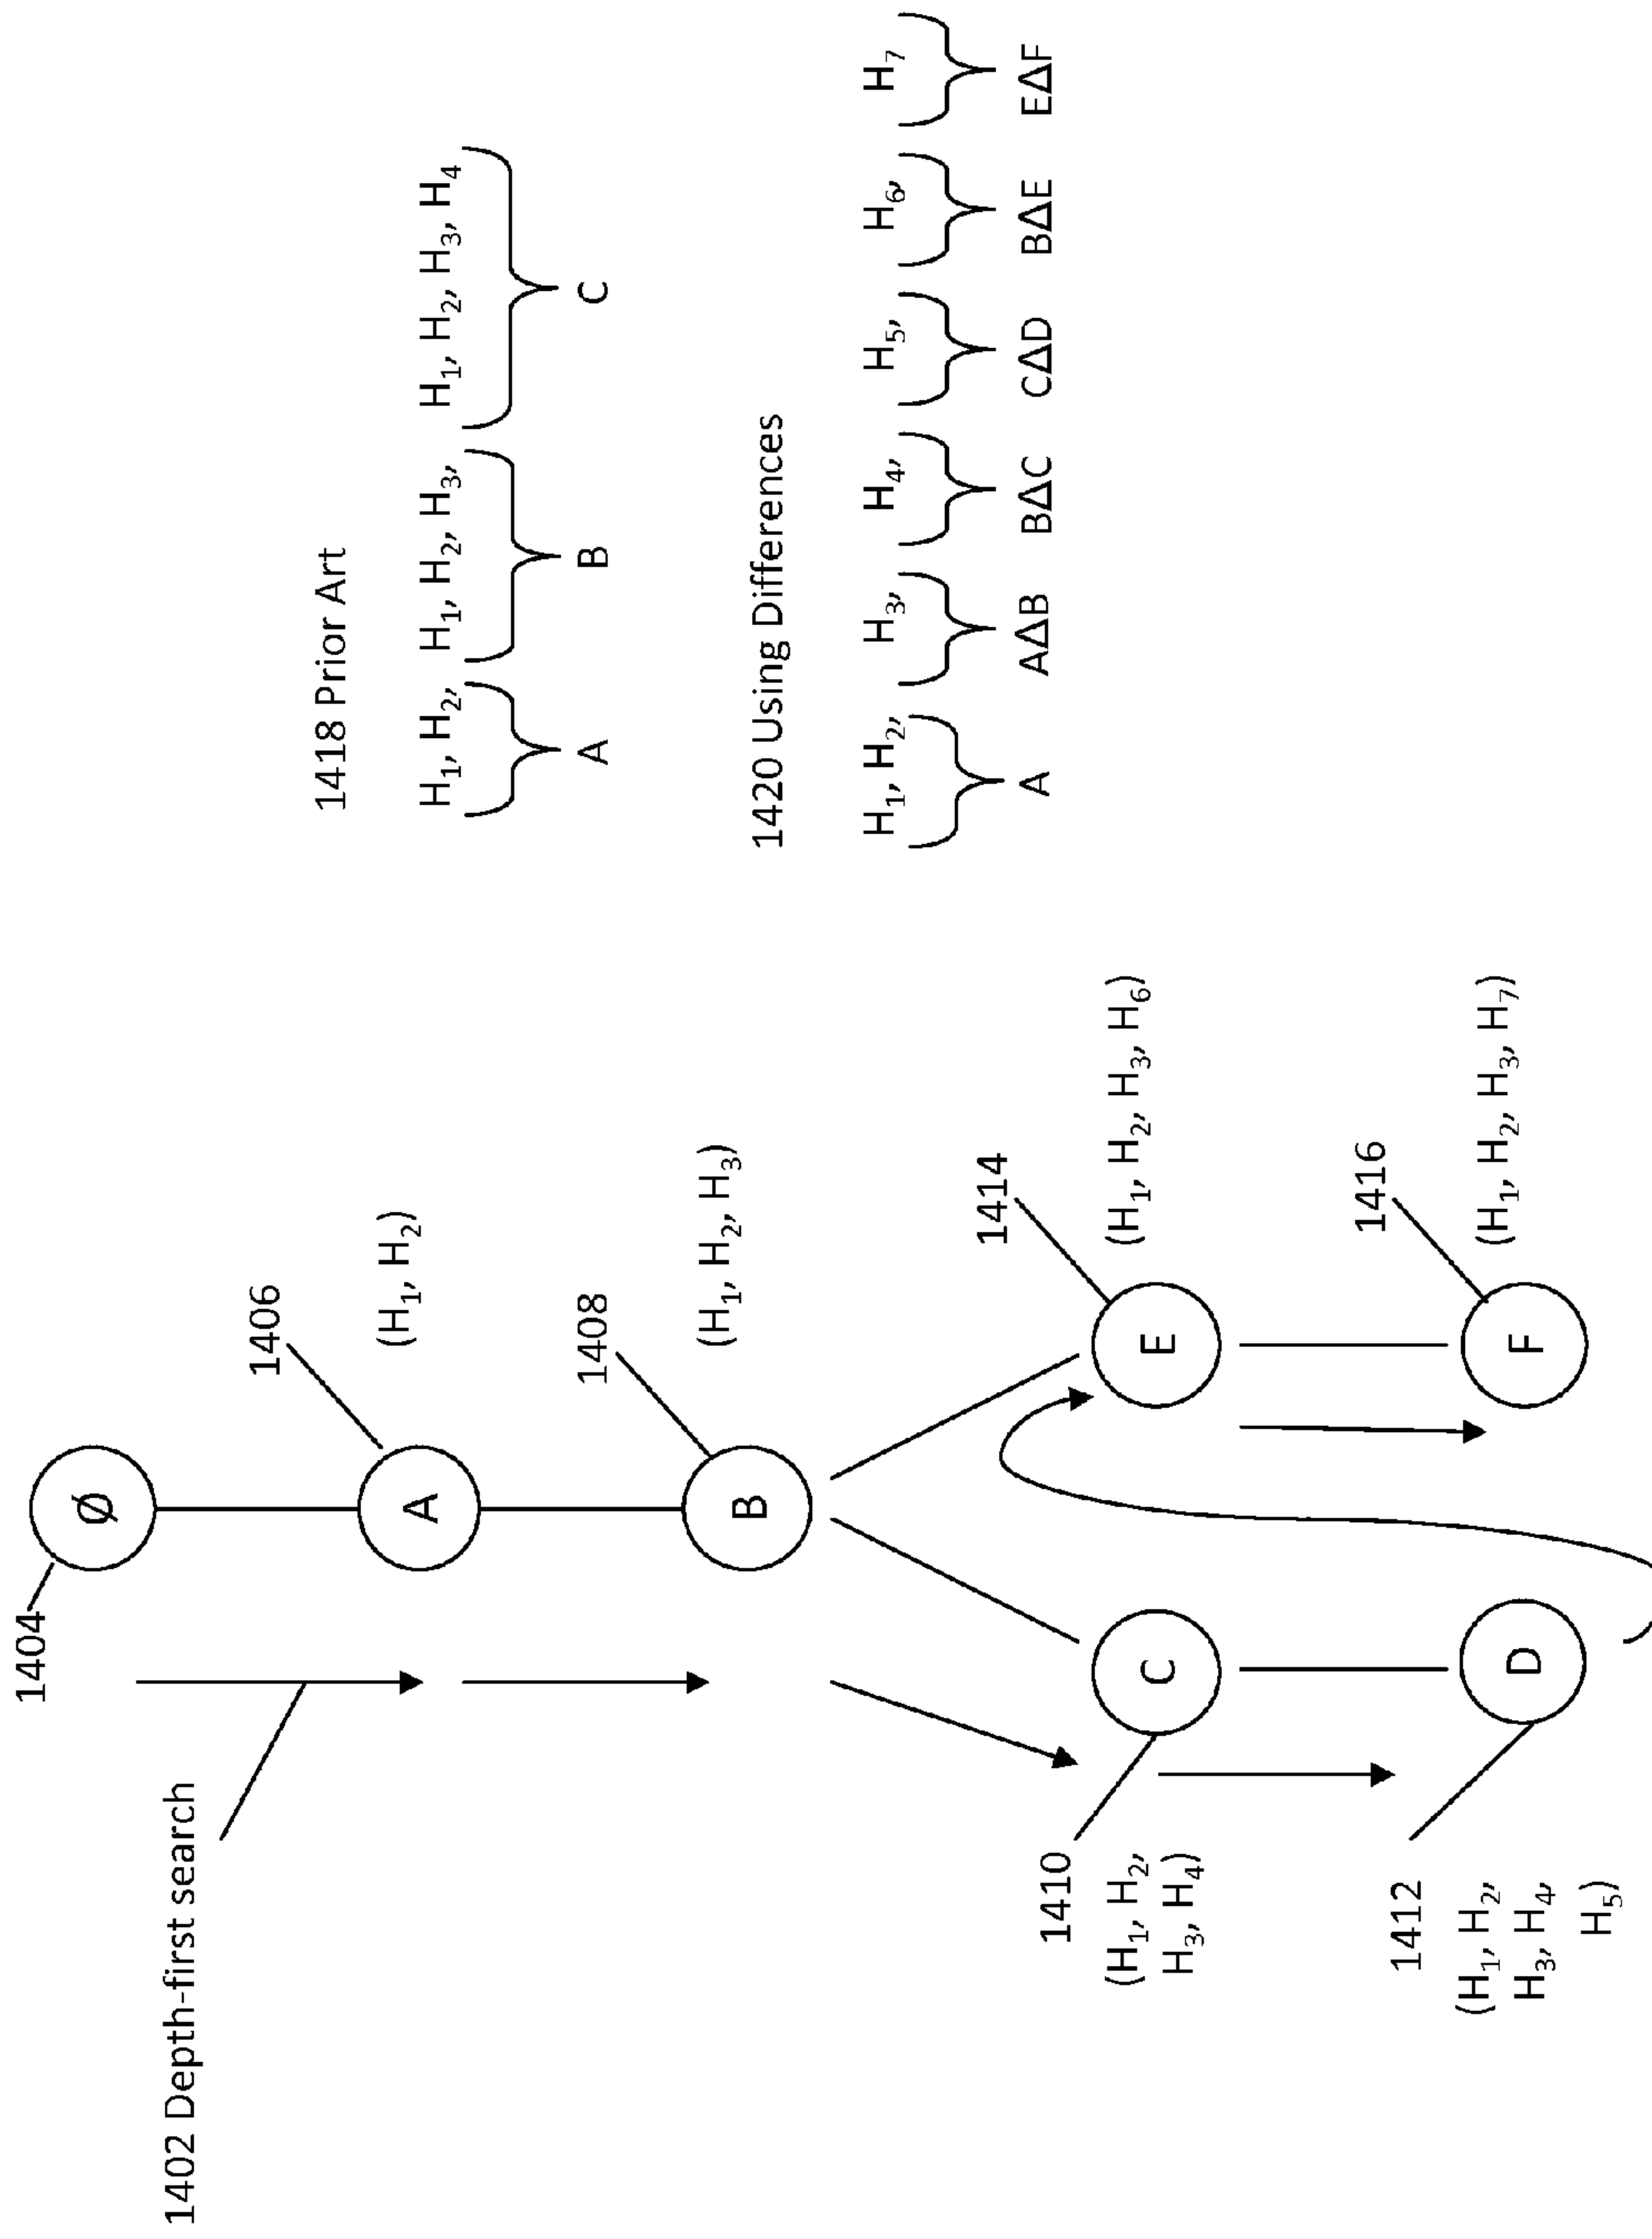 1402 Depth-first search
1404
Ø
1406
A
(H₁, H₂)
1408
B
(H₁, H₂, H₃)
1410
(H₁, H₂,
H₃, H₄)
C
1414
E
(H₁, H₂, H₃, H₆)
1412
(H₁, H₂,
H₃, H₄,
H₅)
D
1416
F
(H₁, H₂, H₃, H₇)
1418 Prior Art
H₁, H₂, H₁, H₂, H₃, H₁, H₂, H₃, H₄
A B C
1420 Using Differences
H₁, H₂, H₃, H₄, H₅, H₆, H₇
A AΔB BΔC CΔD BΔE EΔF